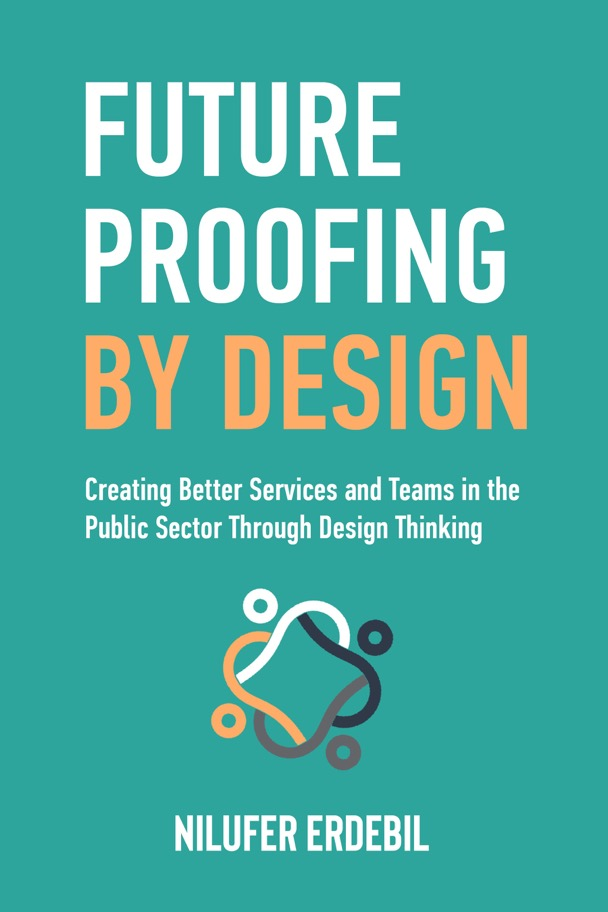 FUTURE
PROOFING
BY DESIGN
Creating Better Services and Teams in the
Public Sector Through Design Thinking
NILUFER ERDEBIL